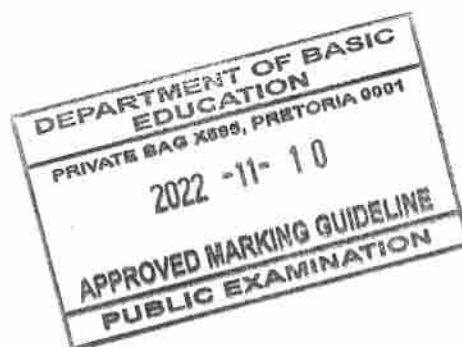 DEPARTMENT OF BASIC
EDUCATION
PRIVATE BAG X895, PRETORIA 0001
2022 -11- 10
APPROVED MARKING GUIDELINE
PUBLIC EXAMINATION